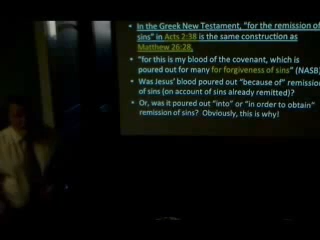 In the Greek New Testament, "for the remission of
sins" in Acts 2:38 is the same construction as
Matthew 26:28,
"for this is my blood of the covenant, which is
poured out for many for forgiveness of sins" (NASB)
Was Jesus' blood poured out "because of" remission
of sins (on account of sins already remitted)?
Or, was it poured out "into" or "in order to obtain"
remission of sins? Obviously, this is why!